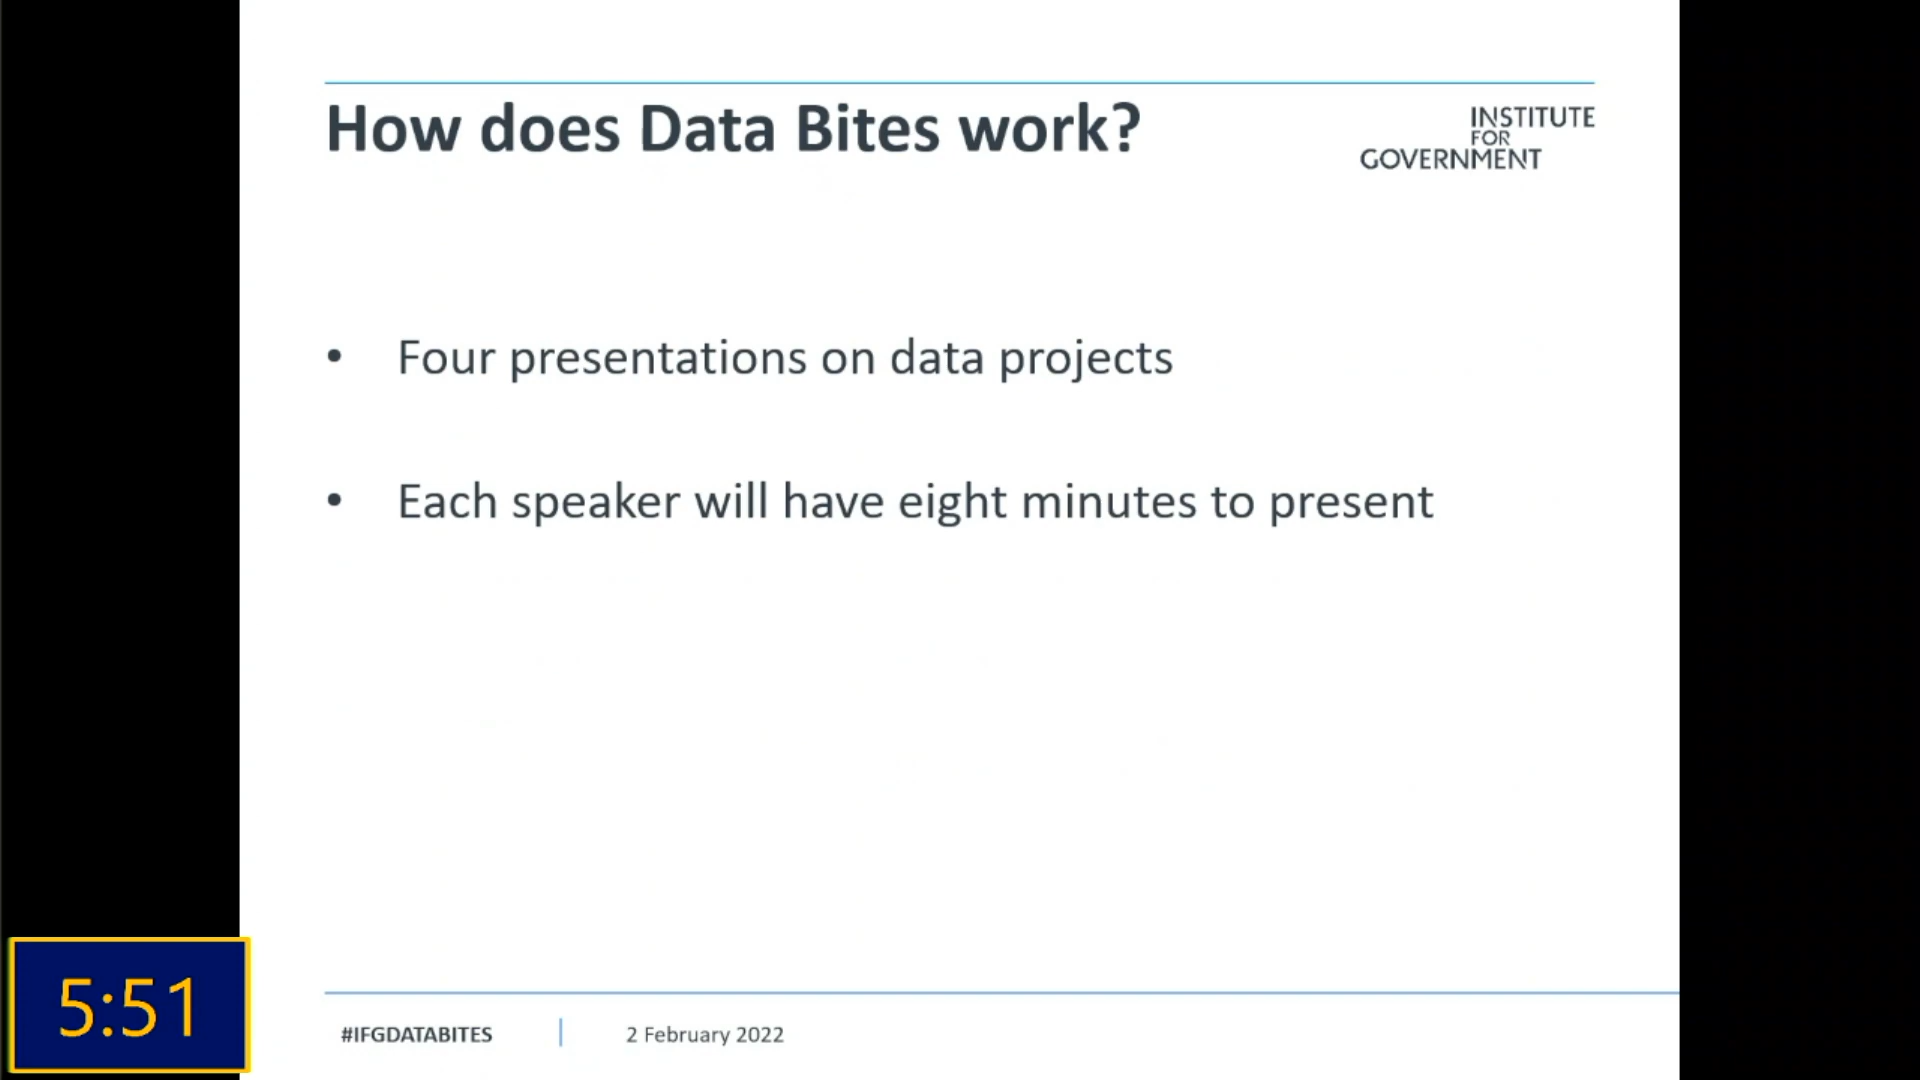 How does Data Bites work?
INSTITUTE
FOR
GOVERNMENT
• Four presentations on data projects
• Each speaker will have eight minutes to present
5:51
#IFGDATABITES
2 February 2022